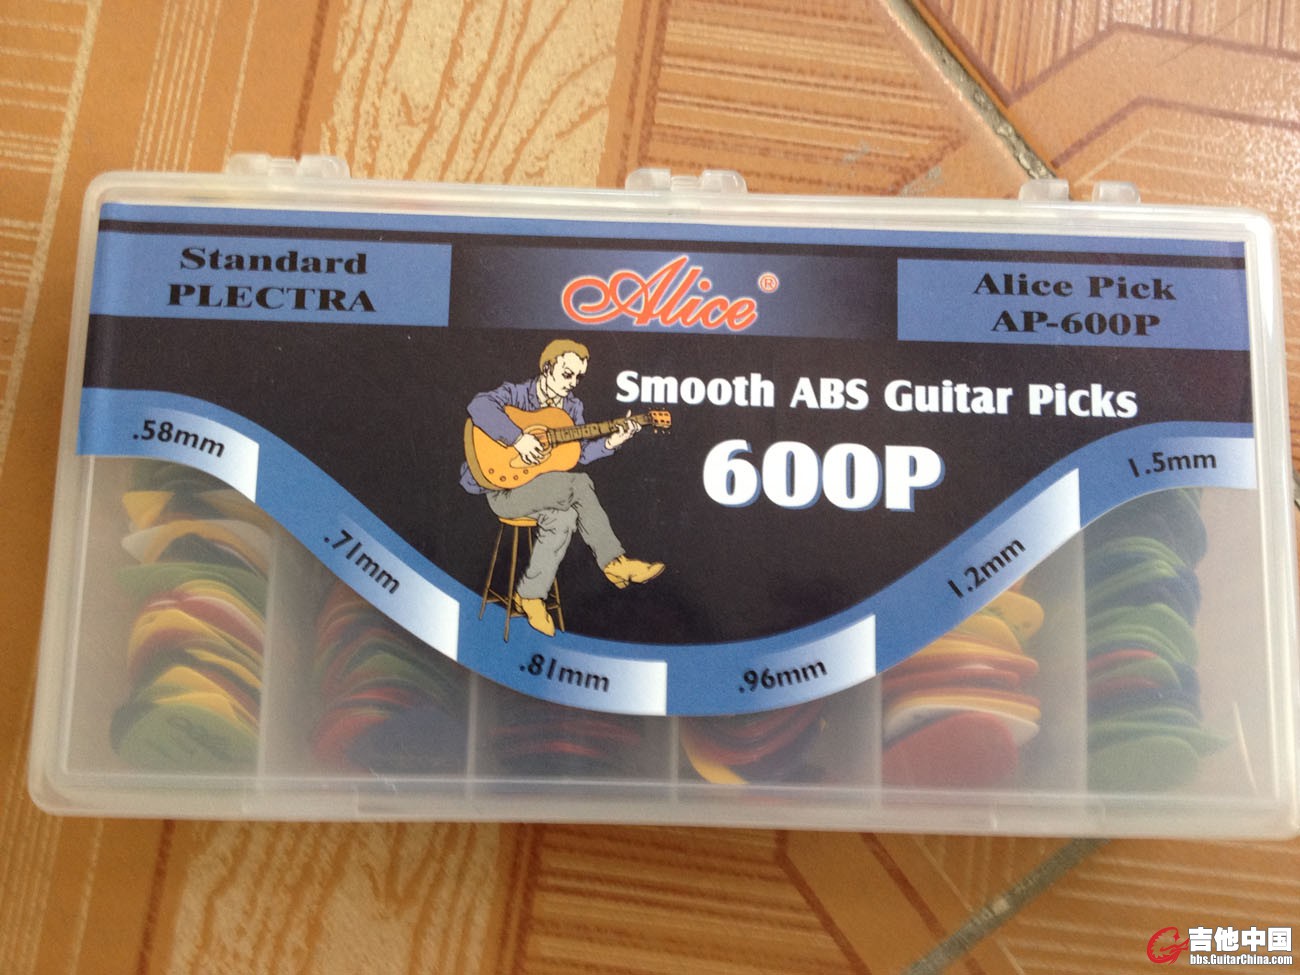 Standard
PLECTRA
Alice®
Alice Pick
AP-600P
Smooth ABS Guitar Picks
600P
.58mm
.71mm
.81mm
.96mm
1.2mm
1.5mm
吉他中国
bbs.GuitarChina.com